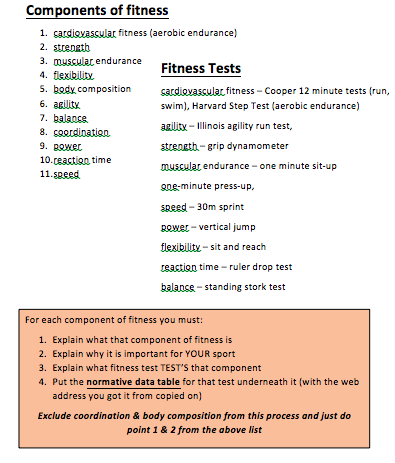 Components of fitness
1. cardiovascular fitness (aerobic endurance)
2. strength
3. muscular endurance
4. flexibility
5. body composition
6. agility
7. balance
8. coordination
9. power
10.reaction time
11.speed
Fitness Tests
cardiovascular fitness – Cooper 12 minute tests (run,
swim), Harvard Step Test (aerobic endurance)
agility – Illinois agility run test,
strength – grip dynamometer
muscular endurance – one minute sit-up
one-minute press-up,
speed – 30m sprint
power – vertical jump
flexibility – sit and reach
reaction time – ruler drop test
balance – standing stork test
For each component of fitness you must:
1. Explain what that component of fitness is
2. Explain why it is important for YOUR sport
3. Explain what fitness test TEST'S that component
4. Put the normative data table for that test underneath it (with the web
address you got it from copied on)
Exclude coordination & body composition from this process and just do
point 1 & 2 from the above list